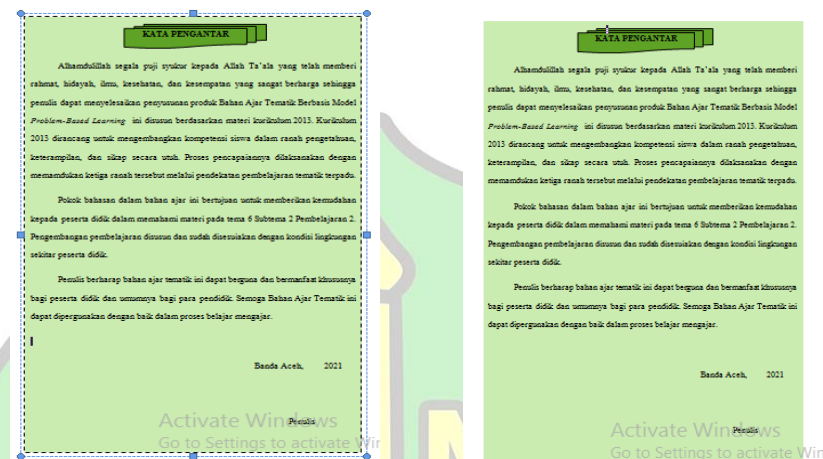 KATA PENGANTAR
Alhamdulillah segala puji syukur kepada Allah Ta'ala yang telah memberi
rahmat, hidayah, ilmu, kesehatan, dan kesempatan yang sangat berharga sehingga
penulis dapat menyelesaikan penyusunan produk Bahan Ajar Tematik Berbasis Model
Problem-Based Learning ini disusun berdasarkan materi kurikulum 2013. Kurikulum
2013 dirancang untuk mengembangkan kompetensi siswa dalam ranah pengetahuan,
keterampilan, dan sikap secara utuh. Proses pencapaiannya dilaksanakan dengan
memamdukan ketiga ranah tersebut melalui pendekatan pembelajaran tematik terpadu.
Pokok bahasan dalam bahan ajar ini bertujuan untuk memberikan kemudahan
kepada peserta didik dalam memahami materi pada tema 6 Subtema 2 Pembelajaran 2.
Pengembangan pembelajaran disusun dan sudah disesuiakan dengan kondisi lingkungan
sekitar peserta didik.
Penulis berharap bahan ajar tematik ini dapat berguna dan bermanfaat khususnya
bagi peserta didik dan umumnya bagi para pendidik. Semoga Bahan Ajar Tematik ini
dapat dipergunakan dengan baik dalam proses belajar mengajar.
Banda Aceh, 2021
Penulis
Activate Windows
Go to Settings to activate Win
KATA PENGANTAR
Alhamdulillah segala puji syukur kepada Allah Ta'ala yang telah memberi
rahmat, hidayah, ilmu, kesehatan, dan kesempatan yang sangat berharga sehingga
penulis dapat menyelesaikan penyusunan produk Bahan Ajar Tematik Berbasis Model
Problem-Based Learning ini disusun berdasarkan materi kurikulum 2013. Kurikulum
2013 dirancang untuk mengembangkan kompetensi siswa dalam ranah pengetahuan,
keterampilan, dan sikap secara utuh. Proses pencapaiannya dilaksanakan dengan
memamdukan ketiga ranah tersebut melalui pendekatan pembelajaran tematik terpadu.
Pokok bahasan dalam bahan ajar ini bertujuan untuk memberikan kemudahan
kepada peserta didik dalam memahami materi pada tema 6 Subtema 2 Pembelajaran 2.
Pengembangan pembelajaran disusun dan sudah disesuiakan dengan kondisi lingkungan
sekitar peserta didik.
Penulis berharap bahan ajar tematik ini dapat berguna dan bermanfaat khususnya
bagi peserta didik dan umumnya bagi para pendidik. Semoga Bahan Ajar Tematik ini
dapat dipergunakan dengan baik dalam proses belajar mengajar.
Banda Aceh, 2021
Penulis
Activate Windows
Go to Settings to activate Win